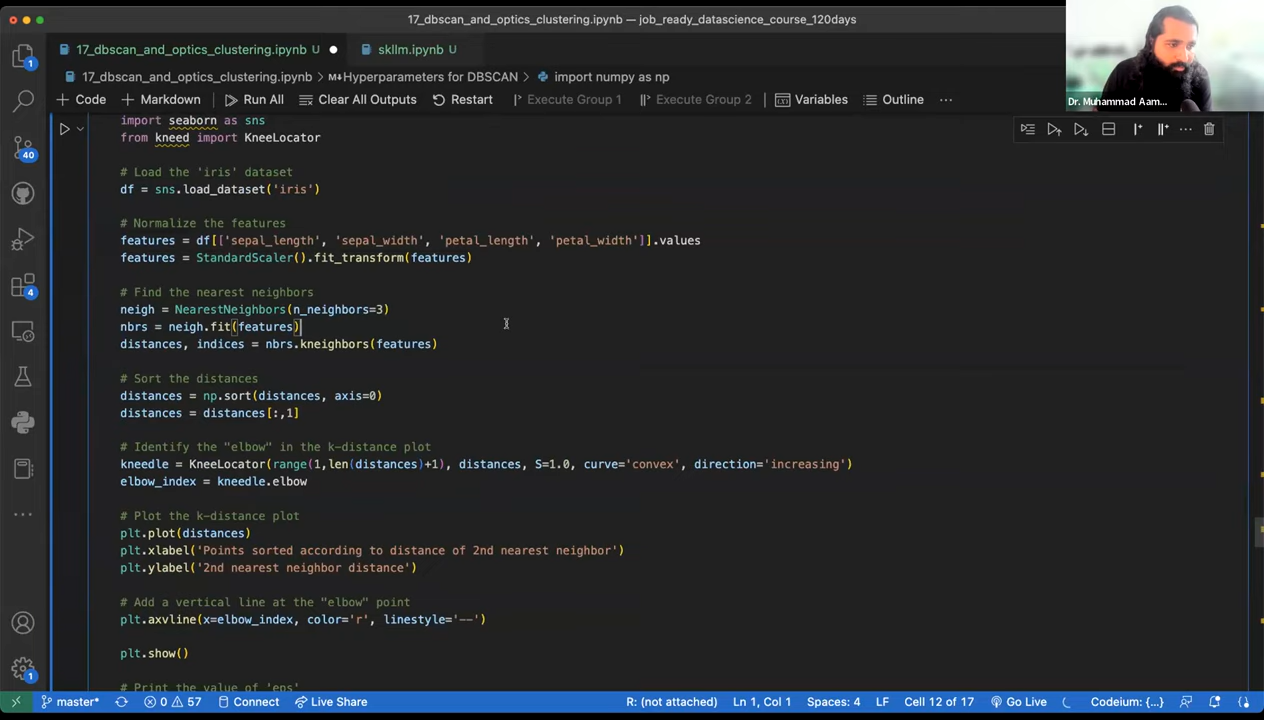 17_dbscan_and_optics_clustering.ipynb — job_ready_datascience_course_120days
17_dbscan_and_optics_clustering.ipynb U
skllm.ipynb U
17_dbscan_and_optics_clustering.ipynb > M↓Hyperparameters for DBSCAN > import numpy as np
+ Code + Markdown Run All Clear All Outputs Restart Execute Group 1 Execute Group 2 Variables Outline ...
Dr. Muhammad Aam...
import seaborn as sns
from kneed import KneeLocator
# Load the 'iris' dataset
df = sns.load_dataset('iris')
# Normalize the features
features = df[['sepal_length', 'sepal_width', 'petal_length', 'petal_width']].values
features = StandardScaler().fit_transform(features)
# Find the nearest neighbors
neigh = NearestNeighbors(n_neighbors=3)
nbrs = neigh.fit(features)
distances, indices = nbrs.kneighbors(features)
# Sort the distances
distances = np.sort(distances, axis=0)
distances = distances[:,1]
# Identify the "elbow" in the k-distance plot
kneedle = KneeLocator(range(1,len(distances)+1), distances, S=1.0, curve='convex', direction='increasing')
elbow_index = kneedle.elbow
# Plot the k-distance plot
plt.plot(distances)
plt.xlabel('Points sorted according to distance of 2nd nearest neighbor')
plt.ylabel('2nd nearest neighbor distance')
# Add a vertical line at the "elbow" point
plt.axvline(x=elbow_index, color='r', linestyle='--')
plt.show()
# Print the value of 'eps'
1
40
4
1
master* 0 57 Connect Live Share R: (not attached) Ln 1, Col 1 Spaces: 4 LF Cell 12 of 17 Go Live Codeium: {...}